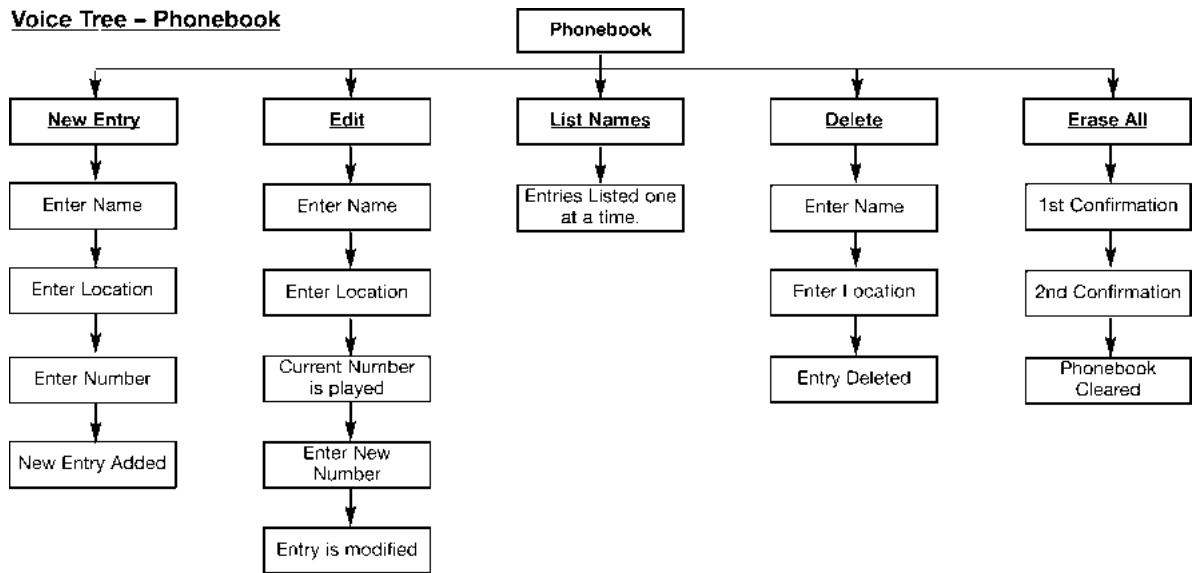 Voice Tree – Phonebook
Phonebook
New Entry
Enter Name
Enter Location
Enter Number
New Entry Added
Edit
Enter Name
Enter Location
Current Number
is played
Enter New
Number
Entry is modified
List Names
Entries Listed one
at a time.
Delete
Enter Name
Enter Location
Entry Deleted
Erase All
1st Confirmation
2nd Confirmation
Phonebook
Cleared